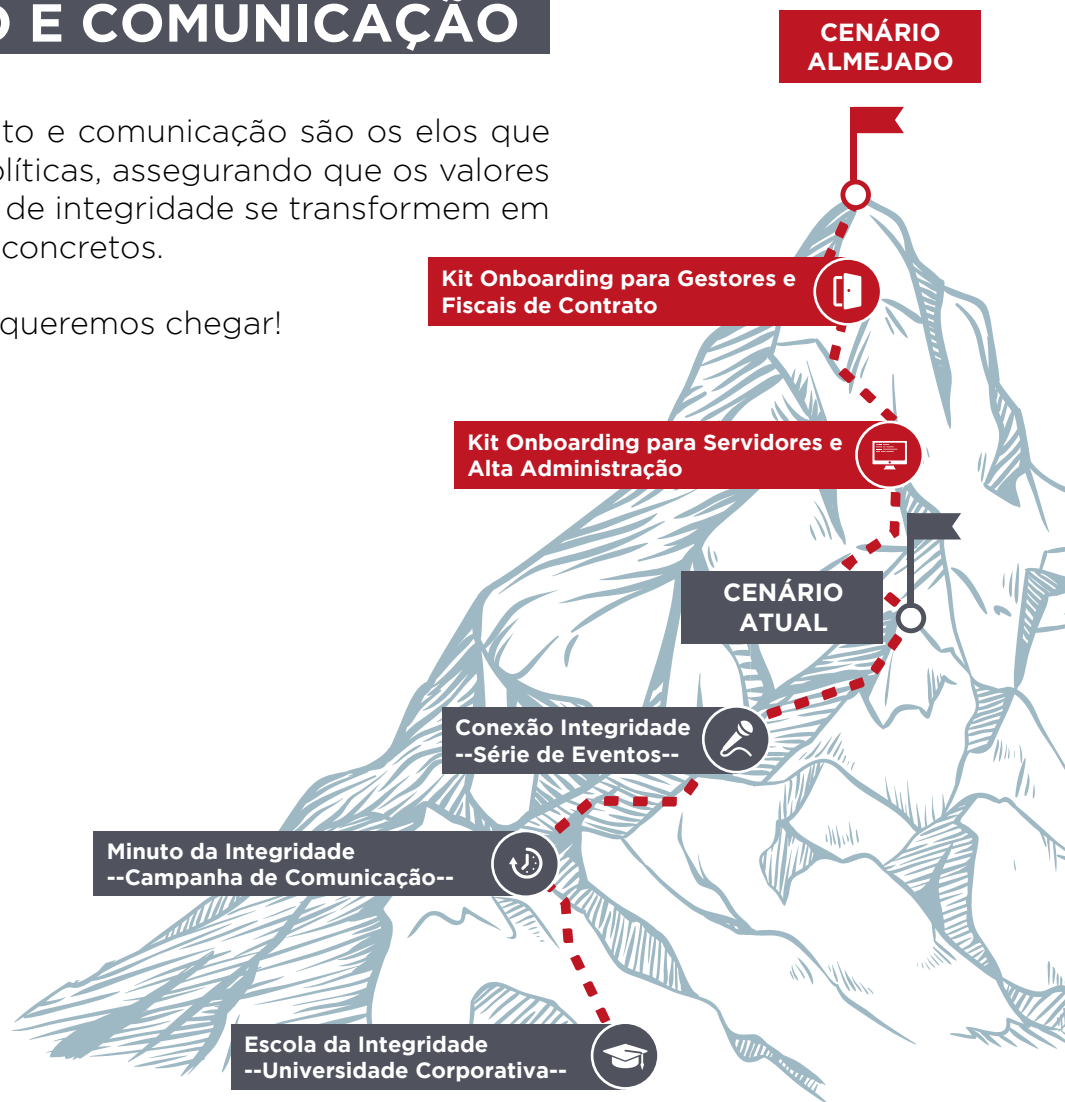 O E COMUNICAÇÃO
CENÁRIO
ALMEJADO
to e comunicação são os elos que
olíticas, assegurando que os valores
de integridade se transformem em
concretos.
queremos chegar!
Kit Onboarding para Gestores e
Fiscais de Contrato
Kit Onboarding para Servidores e
Alta Administração
CENÁRIO
ATUAL
Conexão Integridade
--Série de Eventos--
Minuto da Integridade
--Campanha de Comunicação--
Escola da Integridade
--Universidade Corporativa--